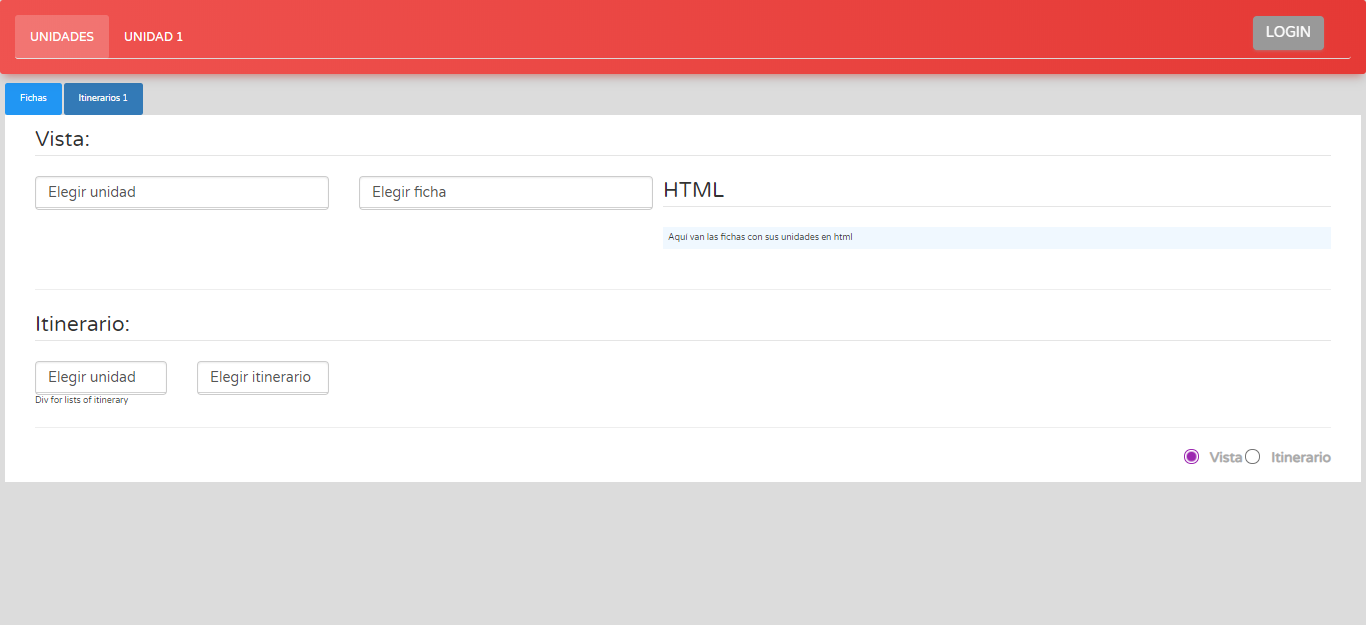 UNIDADES UNIDAD 1 LOGIN
Fichas Itinerarios 1
Vista:
Elegir unidad Elegir ficha HTML
Aquí van las fichas con sus unidades en html
Itinerario:
Elegir unidad Elegir itinerario
Div for lists of itinerary
Vista Itinerario